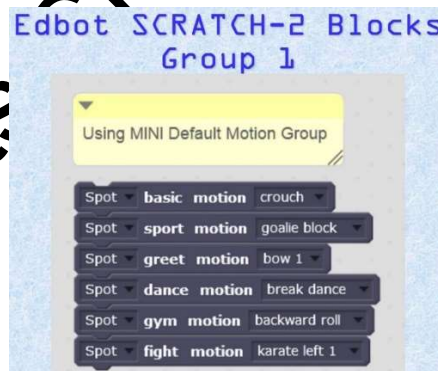 Edbot SCRATCH-2 Blocks
Group 1
Using MINI Default Motion Group
Spot basic motion crouch
Spot sport motion goalie block
Spot greet motion bow 1
Spot dance motion break dance
Spot gym motion backward roll
Spot fight motion karate left 1